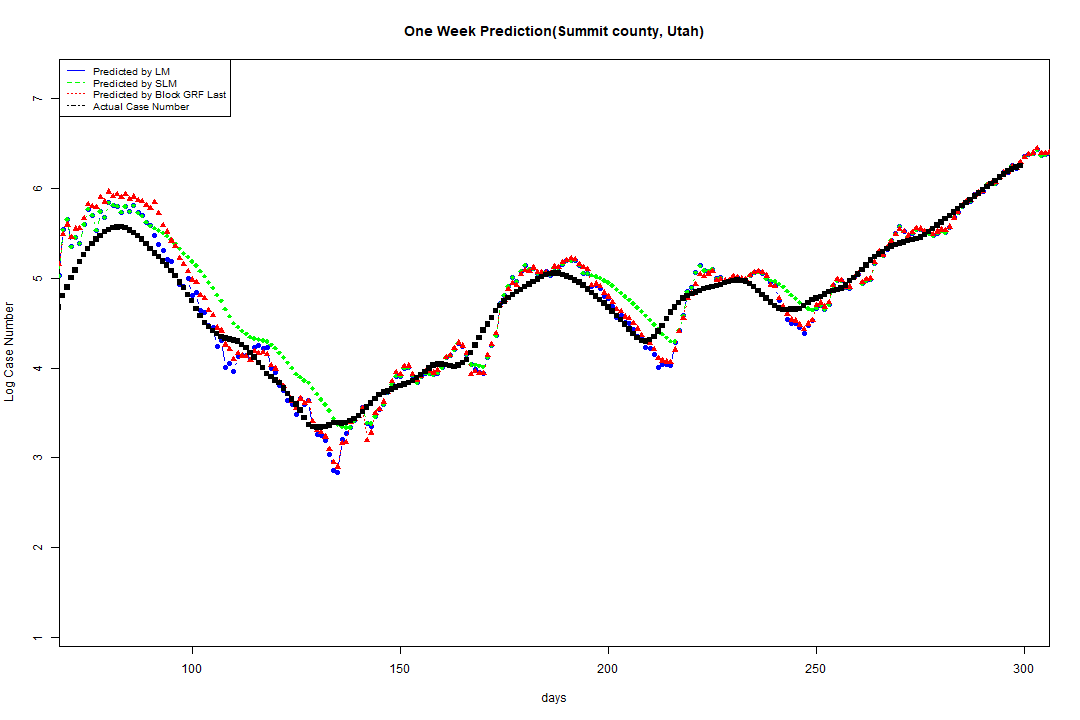 One Week Prediction(Summit county, Utah)
Predicted by LM
Predicted by SLM
Predicted by Block GRF Last
Actual Case Number
7
6
5
4
3
2
1
Log Case Number
100 150 200 250 300
days